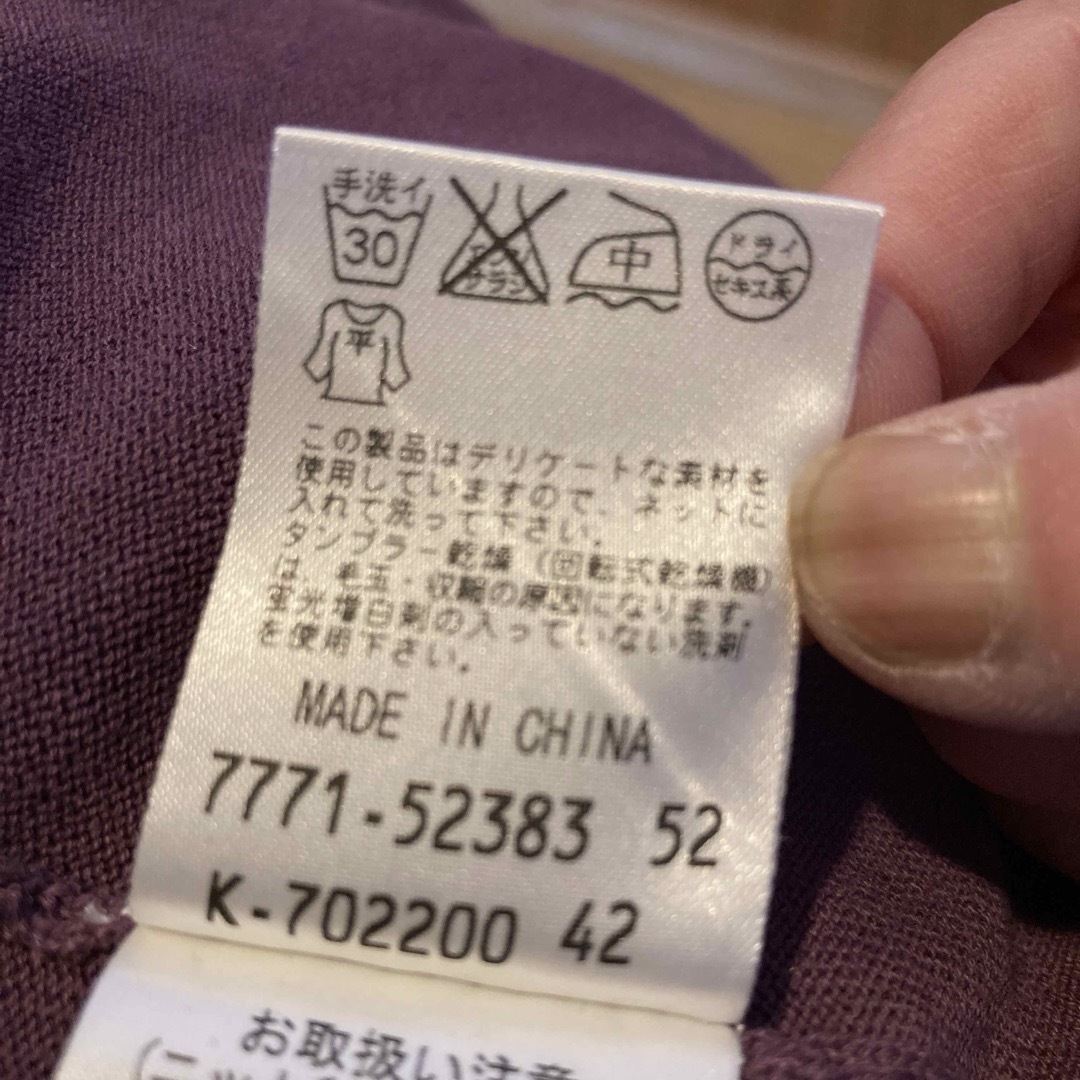 手洗イ
30
エンソ
サラシ
中
ドライ
セキユ系
平
この製品はデリケートな素材を
使用していますので、ネットに
入れて洗って下さい。
タンブラー乾燥(回転式乾燥機)
は、毛玉・収縮の原因になります。
蛍光増白剤の入っていない洗剤
を使用下さい。
MADE IN CHINA
7771-52383 52
K-702200 42
お取扱い注意